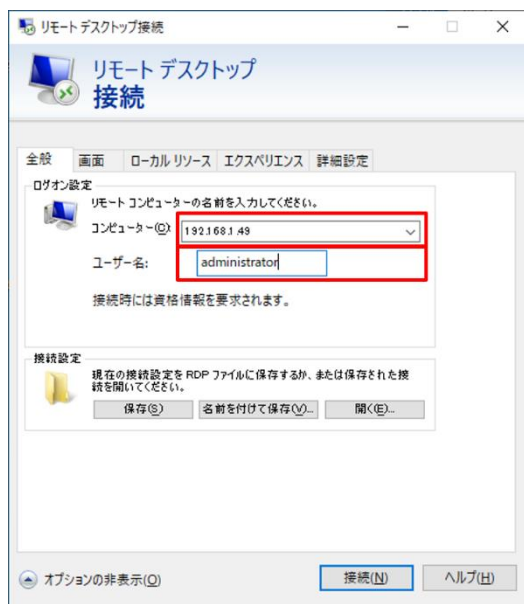 リモート デスクトップ接続
リモート デスクトップ
接続
全般 画面 ローカル リソース エクスペリエンス 詳細設定
ログオン設定
リモート コンピューターの名前を入力してください。
コンピューター(C): 192.168.1.49
ユーザー名: administrator
接続時には資格情報を要求されます。
接続設定
現在の接続設定を RDP ファイルに保存するか、または保存された接
続を開いてください。
保存(S) 名前を付けて保存(V)... 開く(E)...
オプションの非表示(O) 接続(N) ヘルプ(H)